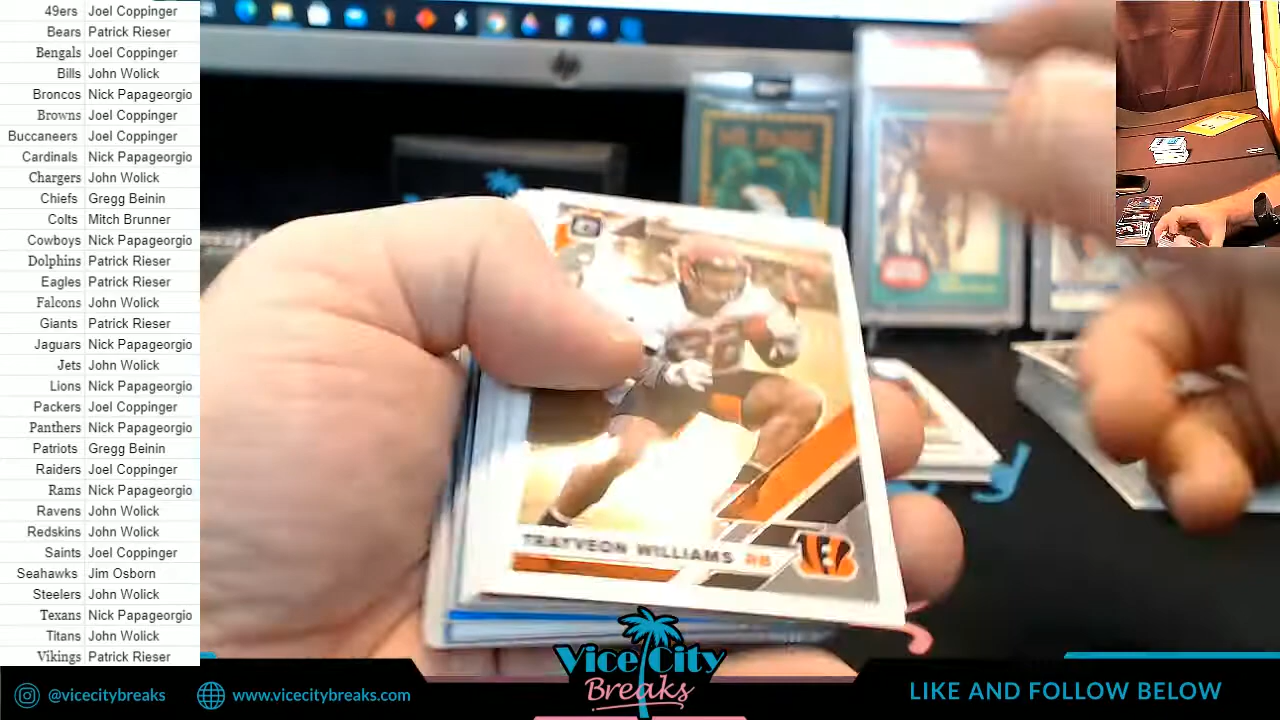 49ers Joel Coppinger
Bears Patrick Rieser
Bengals Joel Coppinger
Bills John Wolick
Broncos Nick Papageorgio
Browns Joel Coppinger
Buccaneers Joel Coppinger
Cardinals Nick Papageorgio
Chargers John Wolick
Chiefs Gregg Beinin
Colts Mitch Brunner
Cowboys Nick Papageorgio
Dolphins Patrick Rieser
Eagles Patrick Rieser
Falcons John Wolick
Giants Patrick Rieser
Jaguars Nick Papageorgio
Jets John Wolick
Lions Nick Papageorgio
Packers Joel Coppinger
Panthers Nick Papageorgio
Patriots Gregg Beinin
Raiders Joel Coppinger
Rams Nick Papageorgio
Ravens John Wolick
Redskins John Wolick
Saints Joel Coppinger
Seahawks Jim Osborn
Steelers John Wolick
Texans Nick Papageorgio
Titans John Wolick
Vikings Patrick Rieser
hp
TRAYVEON WILLIAMS RB
Vice City
Breaks
@vicecitybreaks
www.vicecitybreaks.com
LIKE AND FOLLOW BELOW